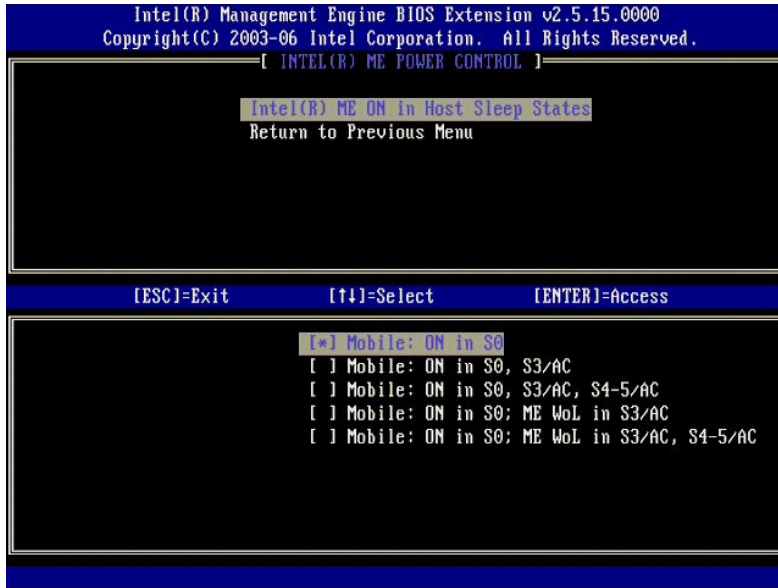 Intel(R) Management Engine BIOS Extension v2.5.15.0000
Copyright(C) 2003-06 Intel Corporation. All Rights Reserved.
[ INTEL(R) ME POWER CONTROL ]
Intel(R) ME ON in Host Sleep States
Return to Previous Menu
[ESC]=Exit [↑↓]=Select [ENTER]=Access
[*] Mobile: ON in S0
[ ] Mobile: ON in S0, S3/AC
[ ] Mobile: ON in S0, S3/AC, S4-5/AC
[ ] Mobile: ON in S0; ME WoL in S3/AC
[ ] Mobile: ON in S0; ME WoL in S3/AC, S4-5/AC